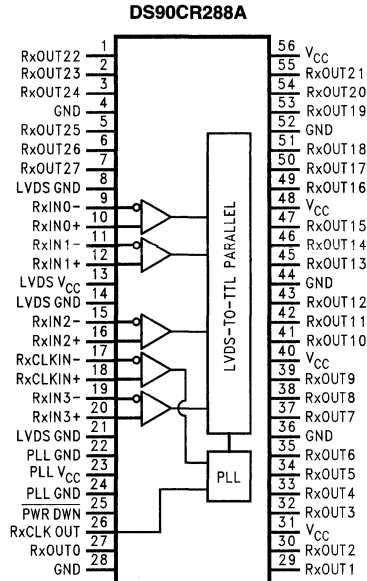 DS90CR288A
RxOUT22 1 56 VCC
RxOUT23 2 55 RxOUT21
RxOUT24 3 54 RxOUT20
GND 4 53 RxOUT19
RxOUT25 5 52 GND
RxOUT26 6 51 RxOUT18
RxOUT27 7 50 RxOUT17
LVDS GND 8 49 RxOUT16
RxIN0- 9 48 VCC
RxIN0+ 10 47 RxOUT15
RxIN1- 11 46 RxOUT14
RxIN1+ 12 45 RxOUT13
LVDS VCC 13 44 GND
LVDS GND 14 43 RxOUT12
RxIN2- 15 42 RxOUT11
RxIN2+ 16 41 RxOUT10
RxCLKIN- 17 40 VCC
RxCLKIN+ 18 39 RxOUT9
RxIN3- 19 38 RxOUT8
RxIN3+ 20 37 RxOUT7
LVDS GND 21 36 GND
PLL GND 22 35 RxOUT6
PLL VCC 23 34 RxOUT5
PLL GND 24 33 RxOUT4
PWR DWN 25 32 RxOUT3
RxCLK OUT 26 31 VCC
RxOUT0 27 30 RxOUT2
GND 28 29 RxOUT1
LVDS-TO-TTL PARALLEL
PLL